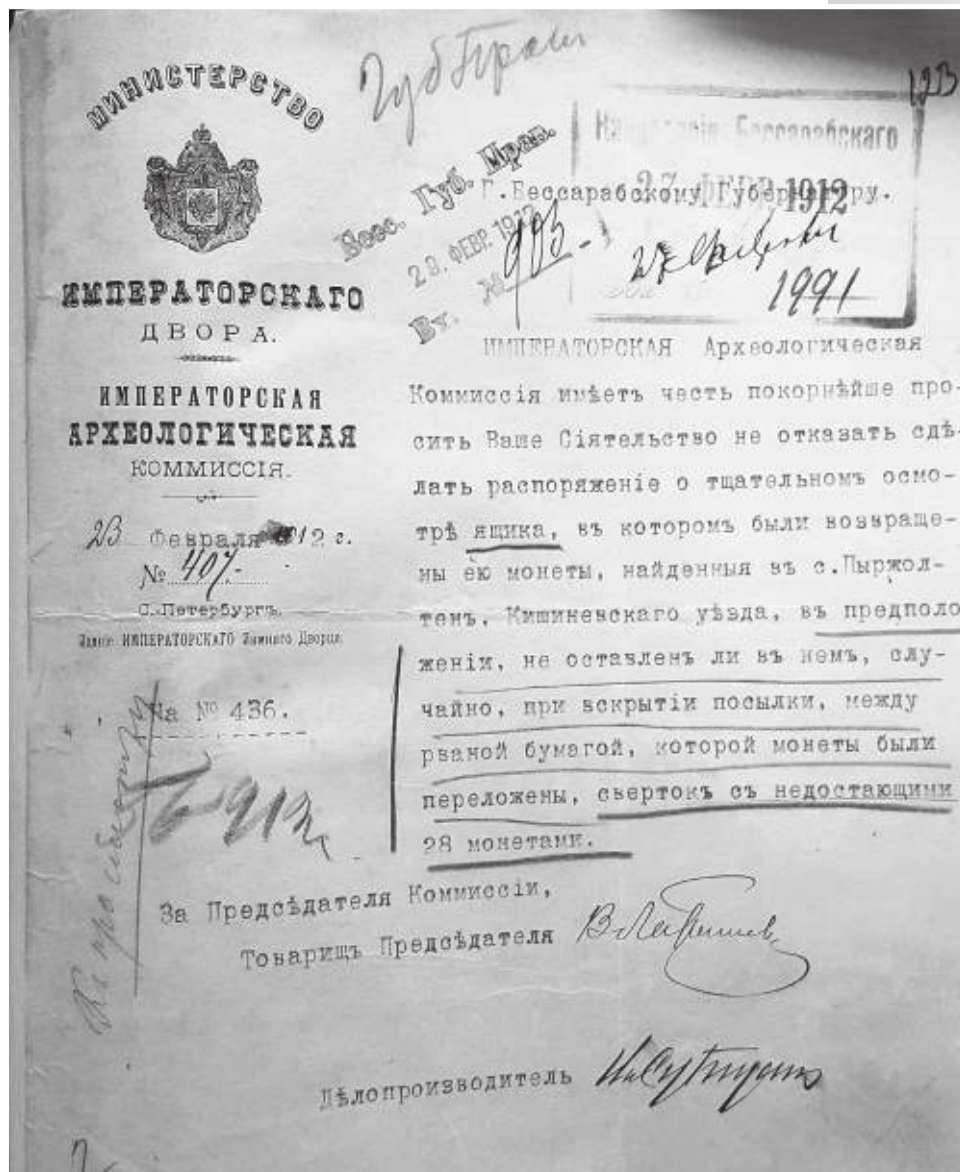 МИНИСТЕРСТВО
ИМПЕРАТОРСКАГО
ДВОРА.
ИМПЕРАТОРСКАЯ
АРХЕОЛОГИЧЕСКАЯ
КОММИССІЯ.
23 Февраля 1912 г.
№ 407.
С.-Петербургъ.
Зданіе ИМПЕРАТОРСКАГО Зимняго Дворца.
На № 436.
Губ Прав
123
Бесс. Губ. Прав.
29. ФЕВР. 1912
№
Вх.
Канцелярія Бессарабскаго
27 ФЕВР. 1912
1991
Г. Бессарабскому Губернатору.
ИМПЕРАТОРСКАЯ Археологическая
Коммиссія имѣетъ честь покорнѣйше про-
сить Ваше Сіятельство не отказать сдѣ-
лать распоряженіе о тщательномъ осмо-
трѣ ящика, въ которомъ были возвраще-
ны ею монеты, найденныя въ с.Пыржол-
тенъ, Кишиневскаго уѣзда, въ предполо
женіи, не оставленъ ли въ немъ, слу-
чайно, при вскрытіи посылки, между
рваной бумагой, которой монеты были
переложены, свертокъ съ недостающими
28 монетами.
За Предсѣдателя Коммиссіи,
Товарищъ Предсѣдателя
Дѣлопроизводитель